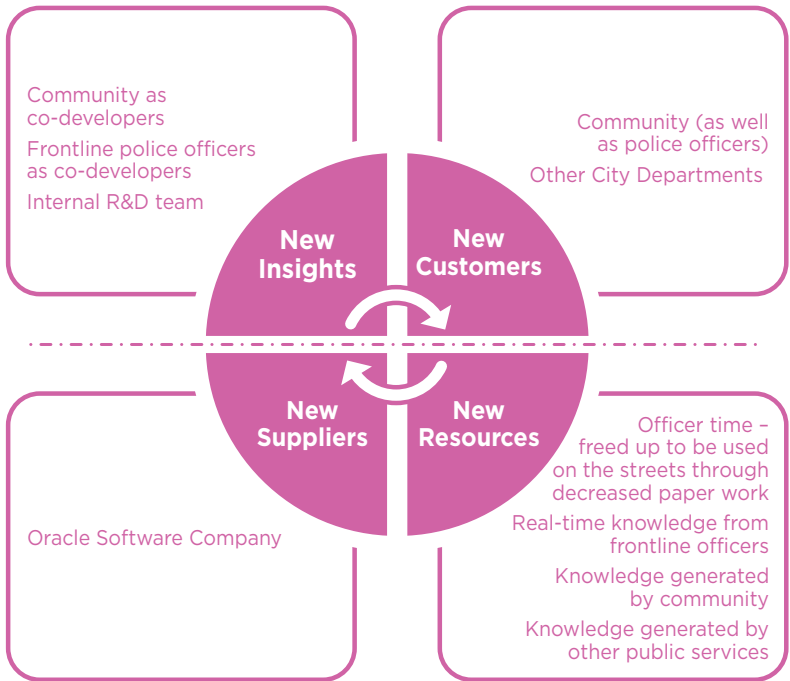 Community as
co-developers
Frontline police officers
as co-developers
Internal R&D team
Community (as well
as police officers)
Other City Departments
New
Insights
New
Customers
New
Suppliers
New
Resources
Oracle Software Company
Officer time –
freed up to be used
on the streets through
decreased paper work
Real-time knowledge from
frontline officers
Knowledge generated
by community
Knowledge generated by
other public services